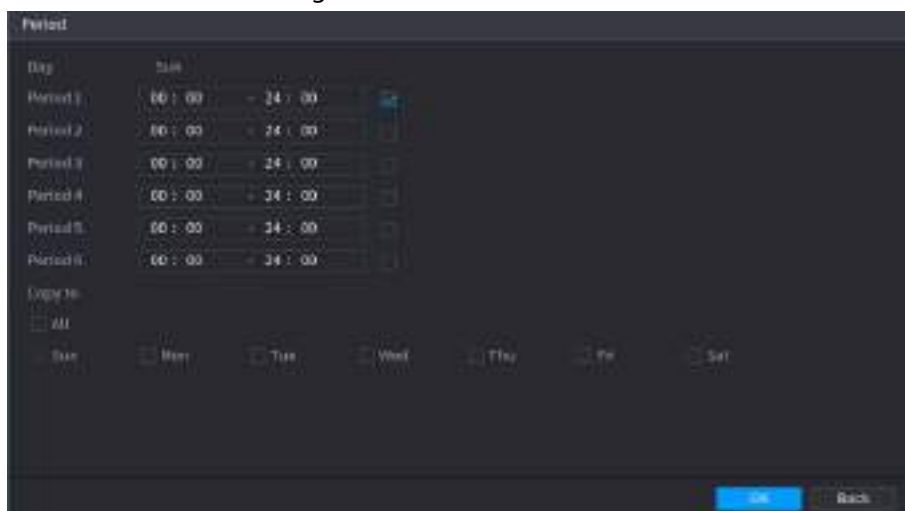 Period
Day Sun
Period 1 00 : 00 - 24 : 00
Period 2 00 : 00 - 24 : 00
Period 3 00 : 00 - 24 : 00
Period 4 00 : 00 - 24 : 00
Period 5 00 : 00 - 24 : 00
Period 6 00 : 00 - 24 : 00
Copy to
All
Sun Mon Tue Wed Thu Fri Sat
OK Back